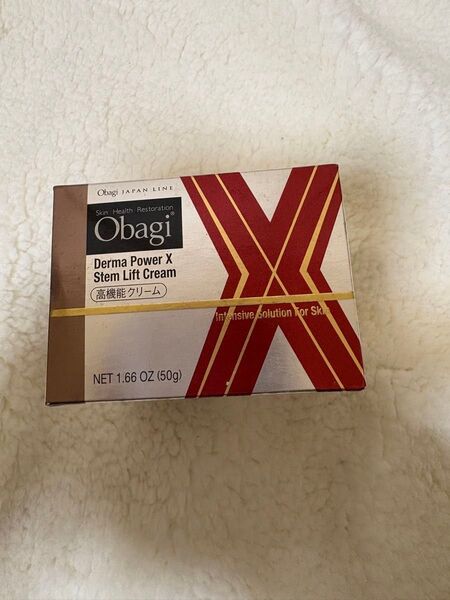 Obagi JAPAN LINE
Skin Health Restoration
Obagi®
Derma Power X
Stem Lift Cream
高機能クリーム
Intensive Solution For Skin
NET 1.66 OZ (50g)